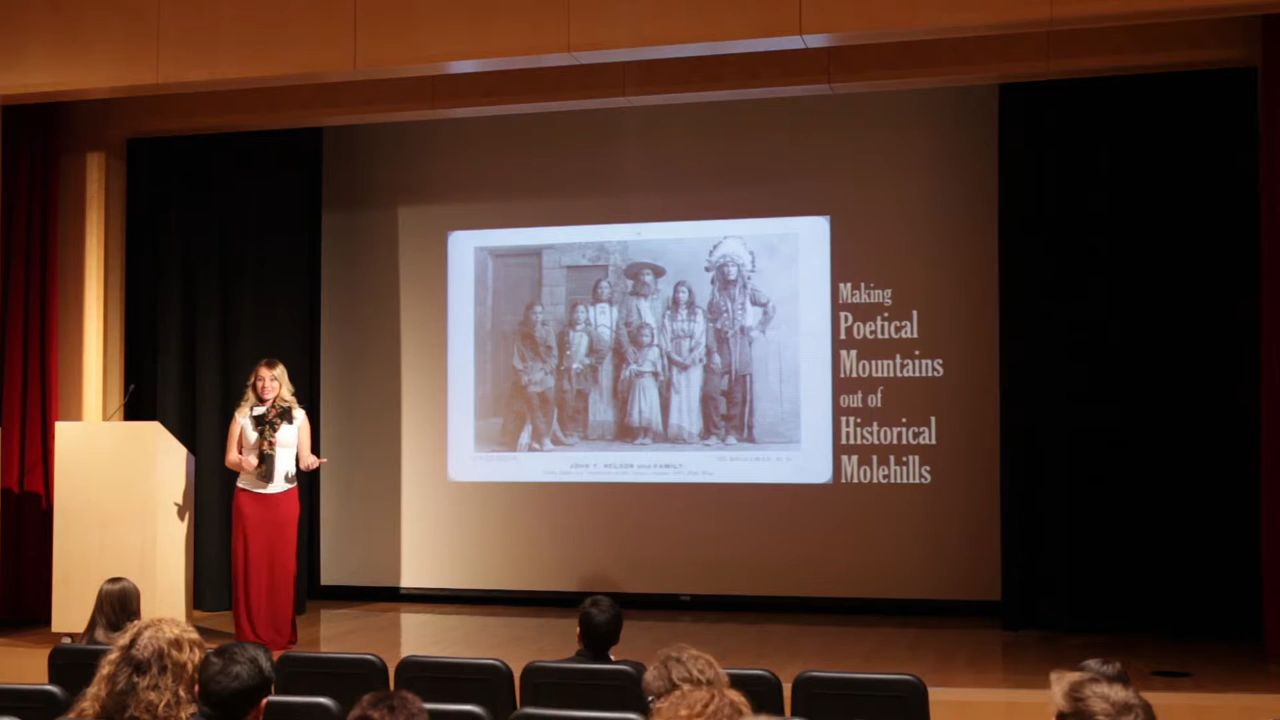 Making
Poetical
Mountains
out of
Historical
Molehills
JOHN Y. NELSON and FAMILY